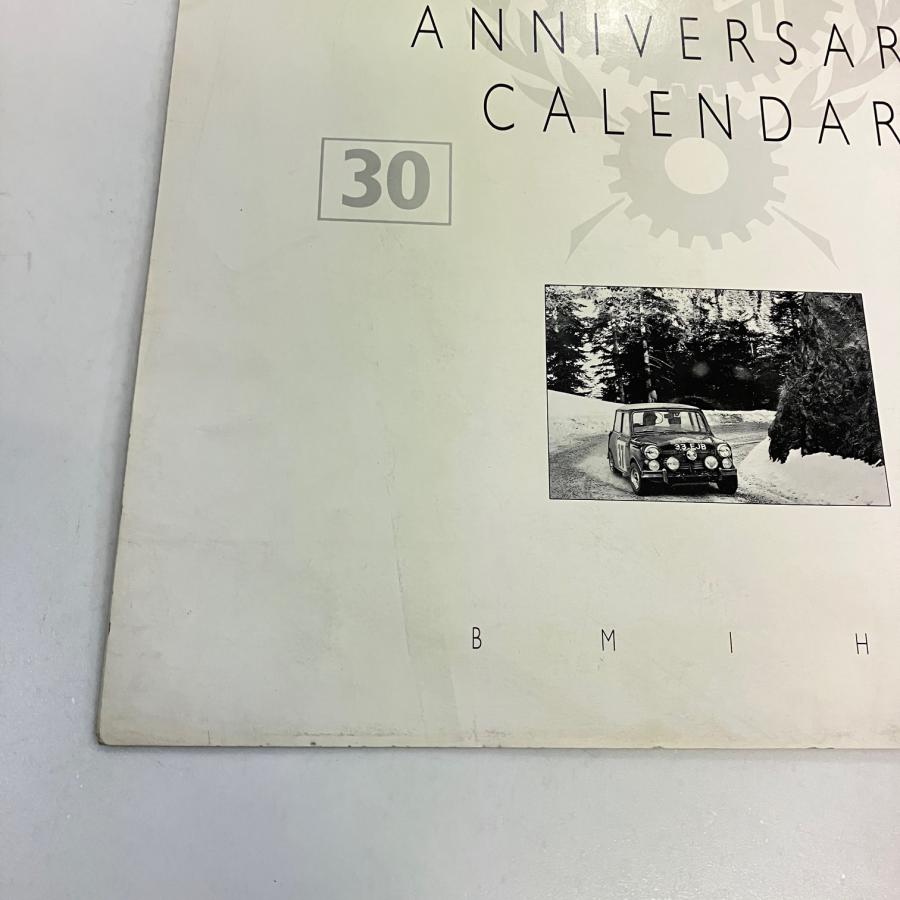 ANNIVERSAR
CALENDAR
30
33 EJB
B M I H